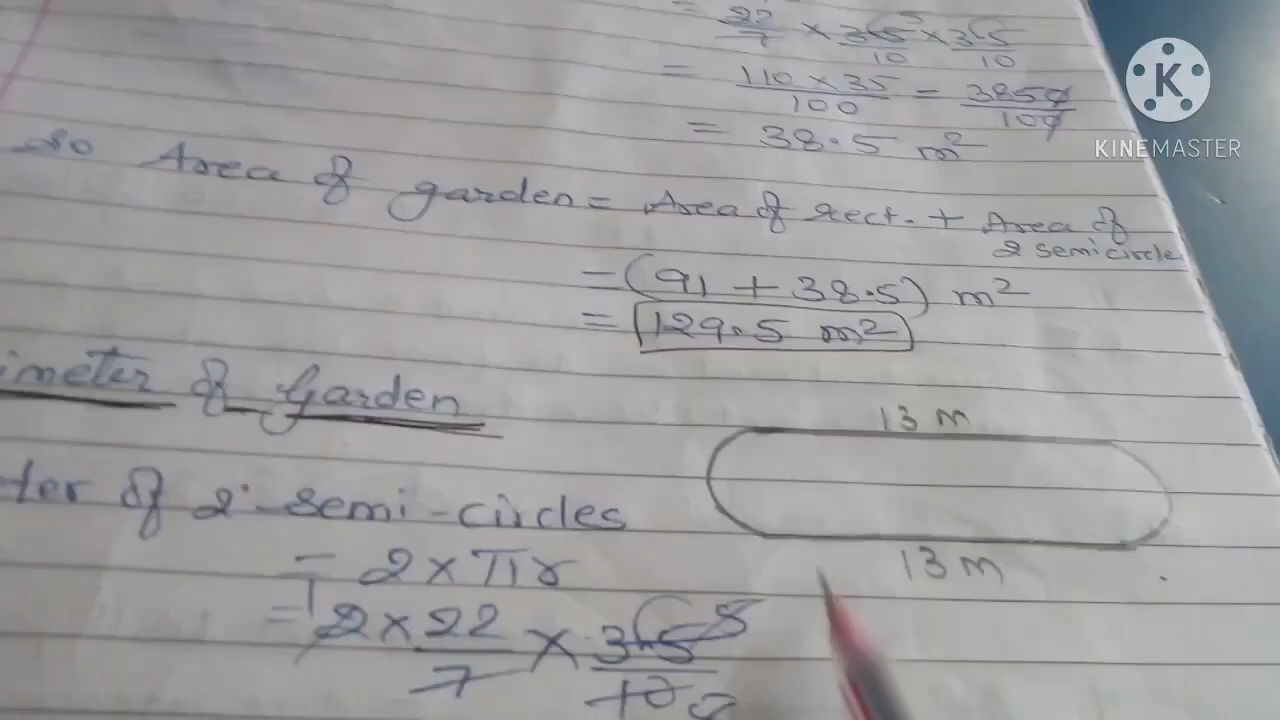 = 22/7 × 35/10 × 35/10
= 110 × 35/100 = 3850/100
= 38.5 m²
So Area of garden = Area of rect. + Area of 2 semicircle
= (91 + 38.5) m²
= 129.5 m²
imeter of Garden
13 m
ter of 2 semi-circles
13 m
= 2 × πr
= 2 × 22/7 × 35/10
K
KINEMASTER